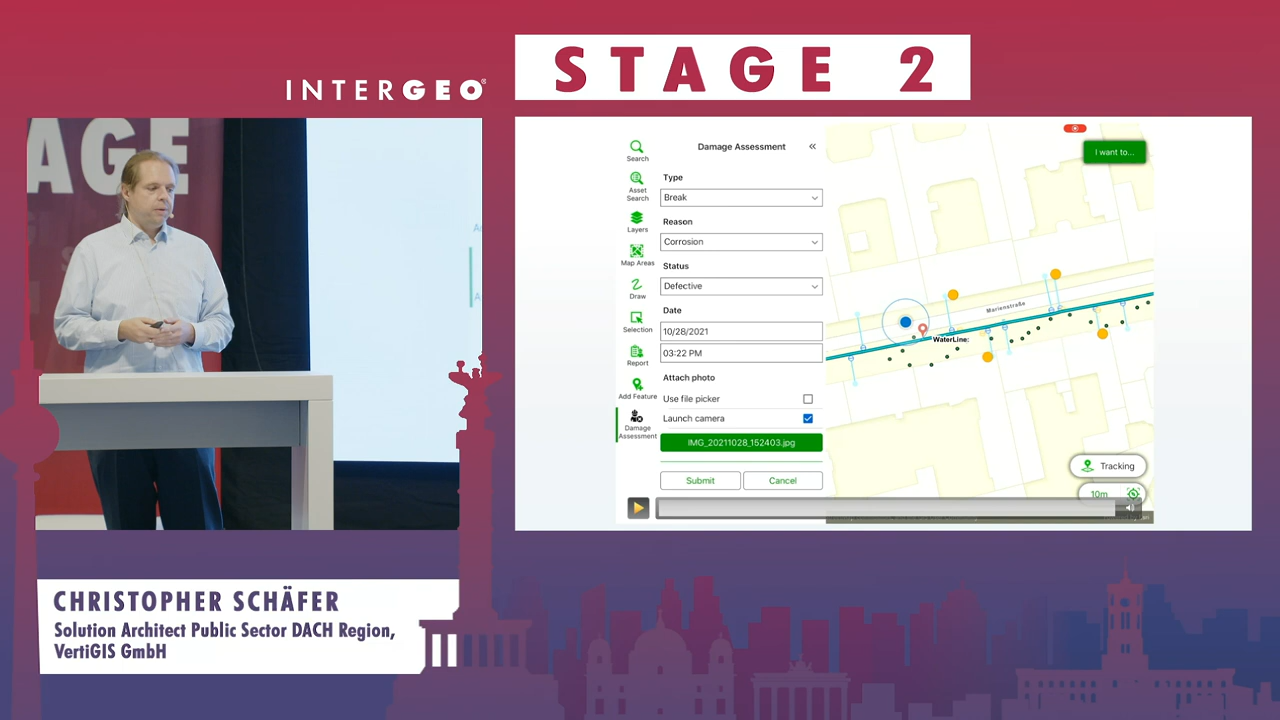 INTERGEO®
STAGE 2
AGE
Damage Assessment
«
I want to...
Search
Asset
Search
Layers
Map Areas
Draw
Selection
Report
Add Feature
Damage
Assessment
Type
Break
Reason
Corrosion
Status
Defective
Date
10/28/2021
03:22 PM
Attach photo
Use file picker
Launch camera
IMG_20211028_152403.jpg
Submit
Cancel
Marienstraße
WaterLine:
Tracking
10m
CHRISTOPHER SCHÄFER
Solution Architect Public Sector DACH Region,
VertiGIS GmbH